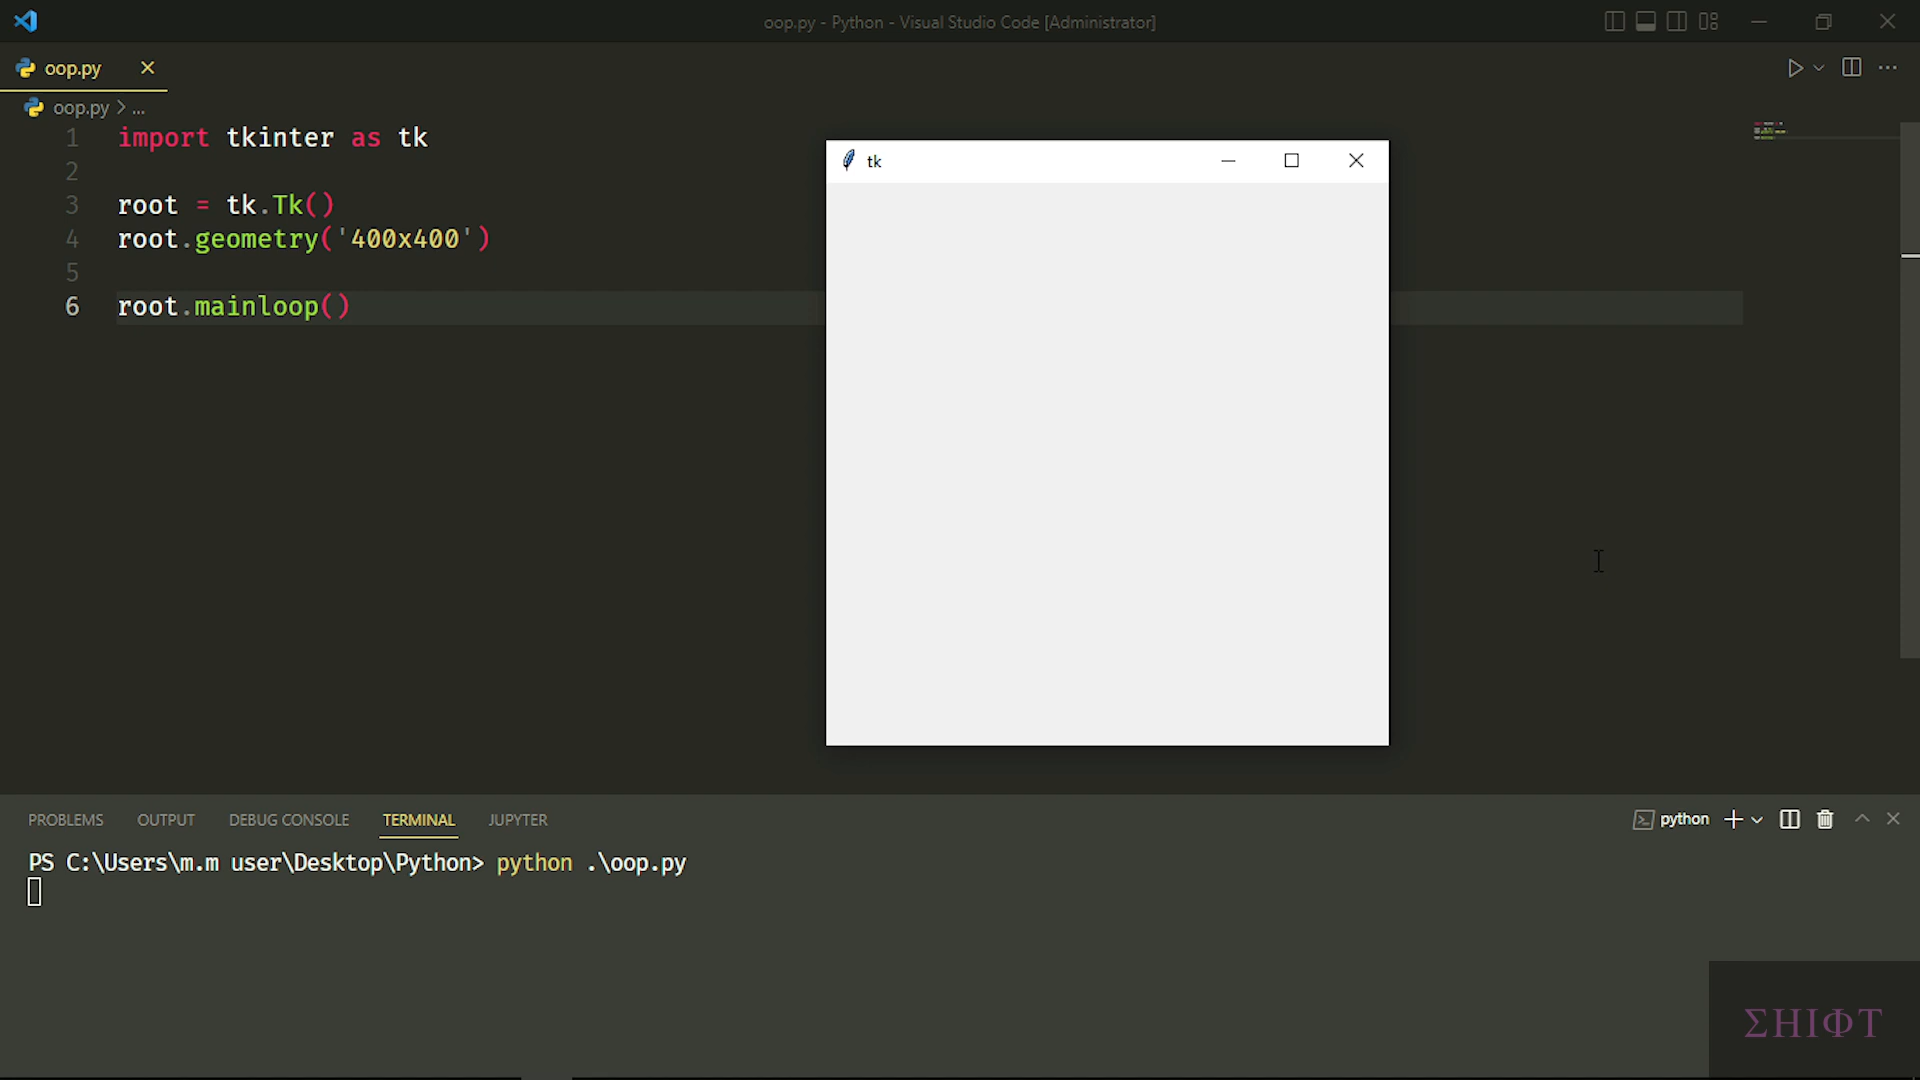 oop.py - Python - Visual Studio Code [Administrator]
oop.py
oop.py > ...
1 import tkinter as tk
2
3 root = tk.Tk()
4 root.geometry('400x400')
5
6 root.mainloop()
tk
PROBLEMS OUTPUT DEBUG CONSOLE TERMINAL JUPYTER
python
PS C:\Users\m.m user\Desktop\Python> python .\oop.py
ΣHIΦT